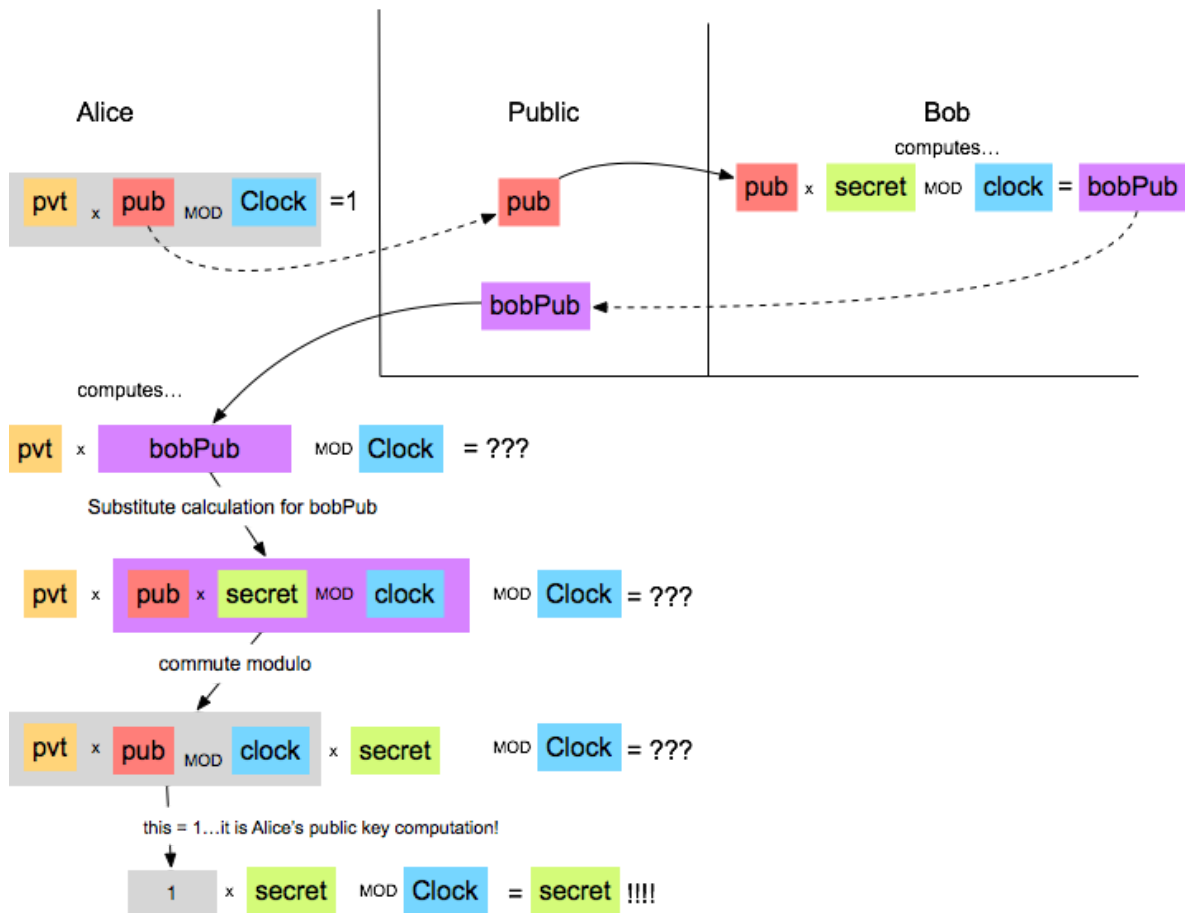 Alice
Public
Bob
computes…
pvt x pub MOD Clock =1
pub
pub x secret MOD clock = bobPub
bobPub
computes…
pvt x bobPub MOD Clock = ???
Substitute calculation for bobPub
pvt x pub x secret MOD clock MOD Clock = ???
commute modulo
pvt x pub MOD clock x secret MOD Clock = ???
this = 1…it is Alice's public key computation!
1 x secret MOD Clock = secret !!!!